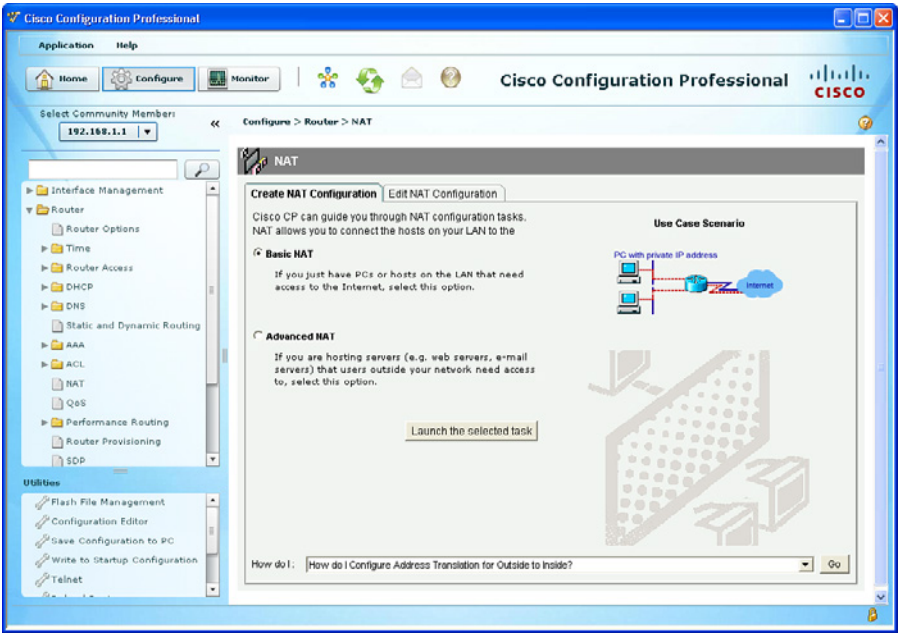 Cisco Configuration Professional
Application Help
Home Configure Monitor Cisco Configuration Professional
CISCO
Select Community Member:
192.168.1.1
«
Configure > Router > NAT
Interface Management
Router
Router Options
Time
Router Access
DHCP
DNS
Static and Dynamic Routing
AAA
ACL
NAT
QoS
Performance Routing
Router Provisioning
SDP
Utilities
Flash File Management
Configuration Editor
Save Configuration to PC
Write to Startup Configuration
Telnet
NAT
Create NAT Configuration Edit NAT Configuration
Cisco CP can guide you through NAT configuration tasks.
NAT allows you to connect the hosts on your LAN to the
Basic NAT
If you just have PCs or hosts on the LAN that need
access to the Internet, select this option.
Advanced NAT
If you are hosting servers (e.g. web servers, e-mail
servers) that users outside your network need access
to, select this option.
Launch the selected task
Use Case Scenario
PC with private IP address
Internet
How do I: How do I Configure Address Translation for Outside to Inside? Go